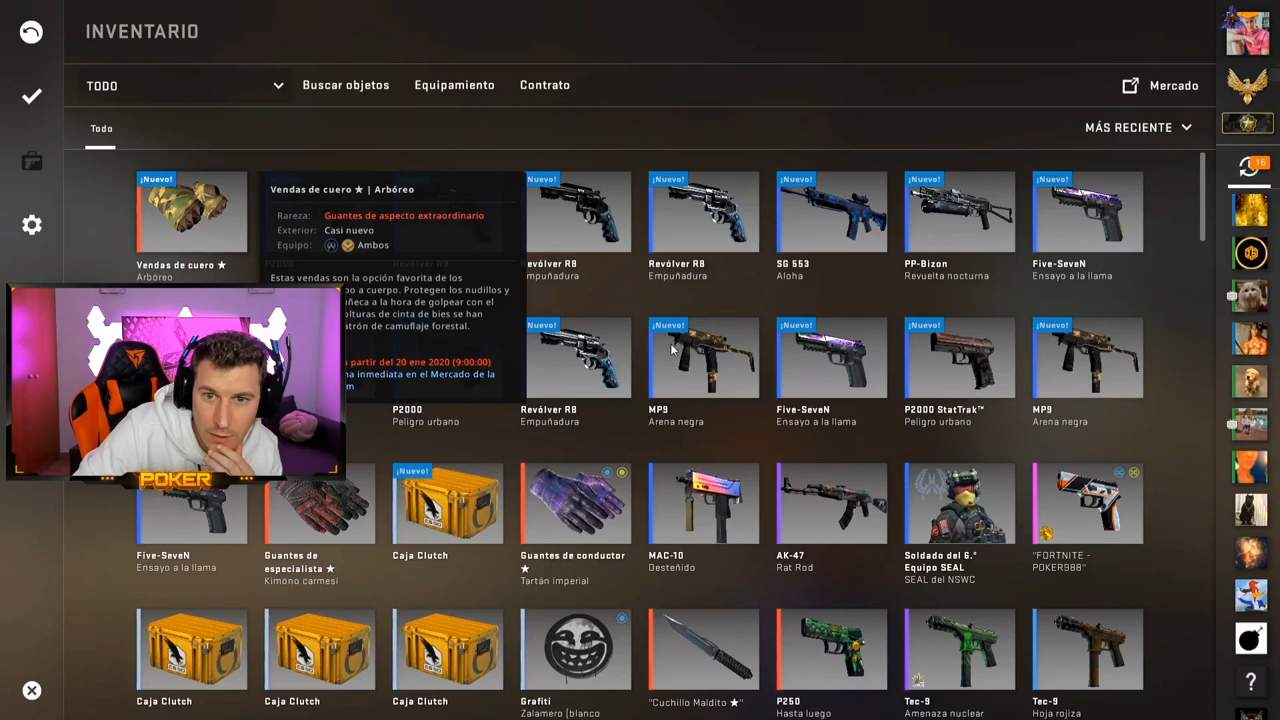 INVENTARIO
TODO
Buscar objetos
Equipamiento
Contrato
Mercado
Todo
MÁS RECIENTE
16
¡Nuevo!
¡Nuevo!
¡Nuevo!
¡Nuevo!
¡Nuevo!
¡Nuevo!
Vendas de cuero ★ | Arbóreo
Rareza: Guantes de aspecto extraordinario
Exterior: Casi nuevo
Equipo: Ambos
Estas vendas son la opción favorita de los
o a cuerpo. Protegen los nudillos y
ñeca a la hora de golpear con el
olturas de cinta de bies se han
atrón de camuflaje forestal.
partir del 20 ene 2020 (9:00:00)
na inmediata en el Mercado de la
Vendas de cuero ★
Arbóreo
Revólver R8
Empuñadura
Revólver R8
Empuñadura
SG 553
Aloha
PP-Bizon
Revuelta nocturna
Five-SeveN
Ensayo a la llama
¡Nuevo!
¡Nuevo!
¡Nuevo!
¡Nuevo!
¡Nuevo!
P2000
Peligro urbano
Revólver R8
Empuñadura
MP9
Arena negra
Five-SeveN
Ensayo a la llama
P2000 StatTrak™
Peligro urbano
MP9
Arena negra
POKER
¡Nuevo!
Five-SeveN
Ensayo a la llama
Guantes de
especialista ★
Kimono carmesí
Caja Clutch
Guantes de conductor
★
Tartán imperial
MAC-10
Desteñido
AK-47
Rat Rod
Soldado del 6.°
Equipo SEAL
SEAL del NSWC
"FORTNITE -
POKER988"
Caja Clutch
Caja Clutch
Caja Clutch
Grafiti
Zalamero (blanco
"Cuchillo Maldito ★"
P250
Hasta luego
Tec-9
Amenaza nuclear
Tec-9
Hoja rojiza
?